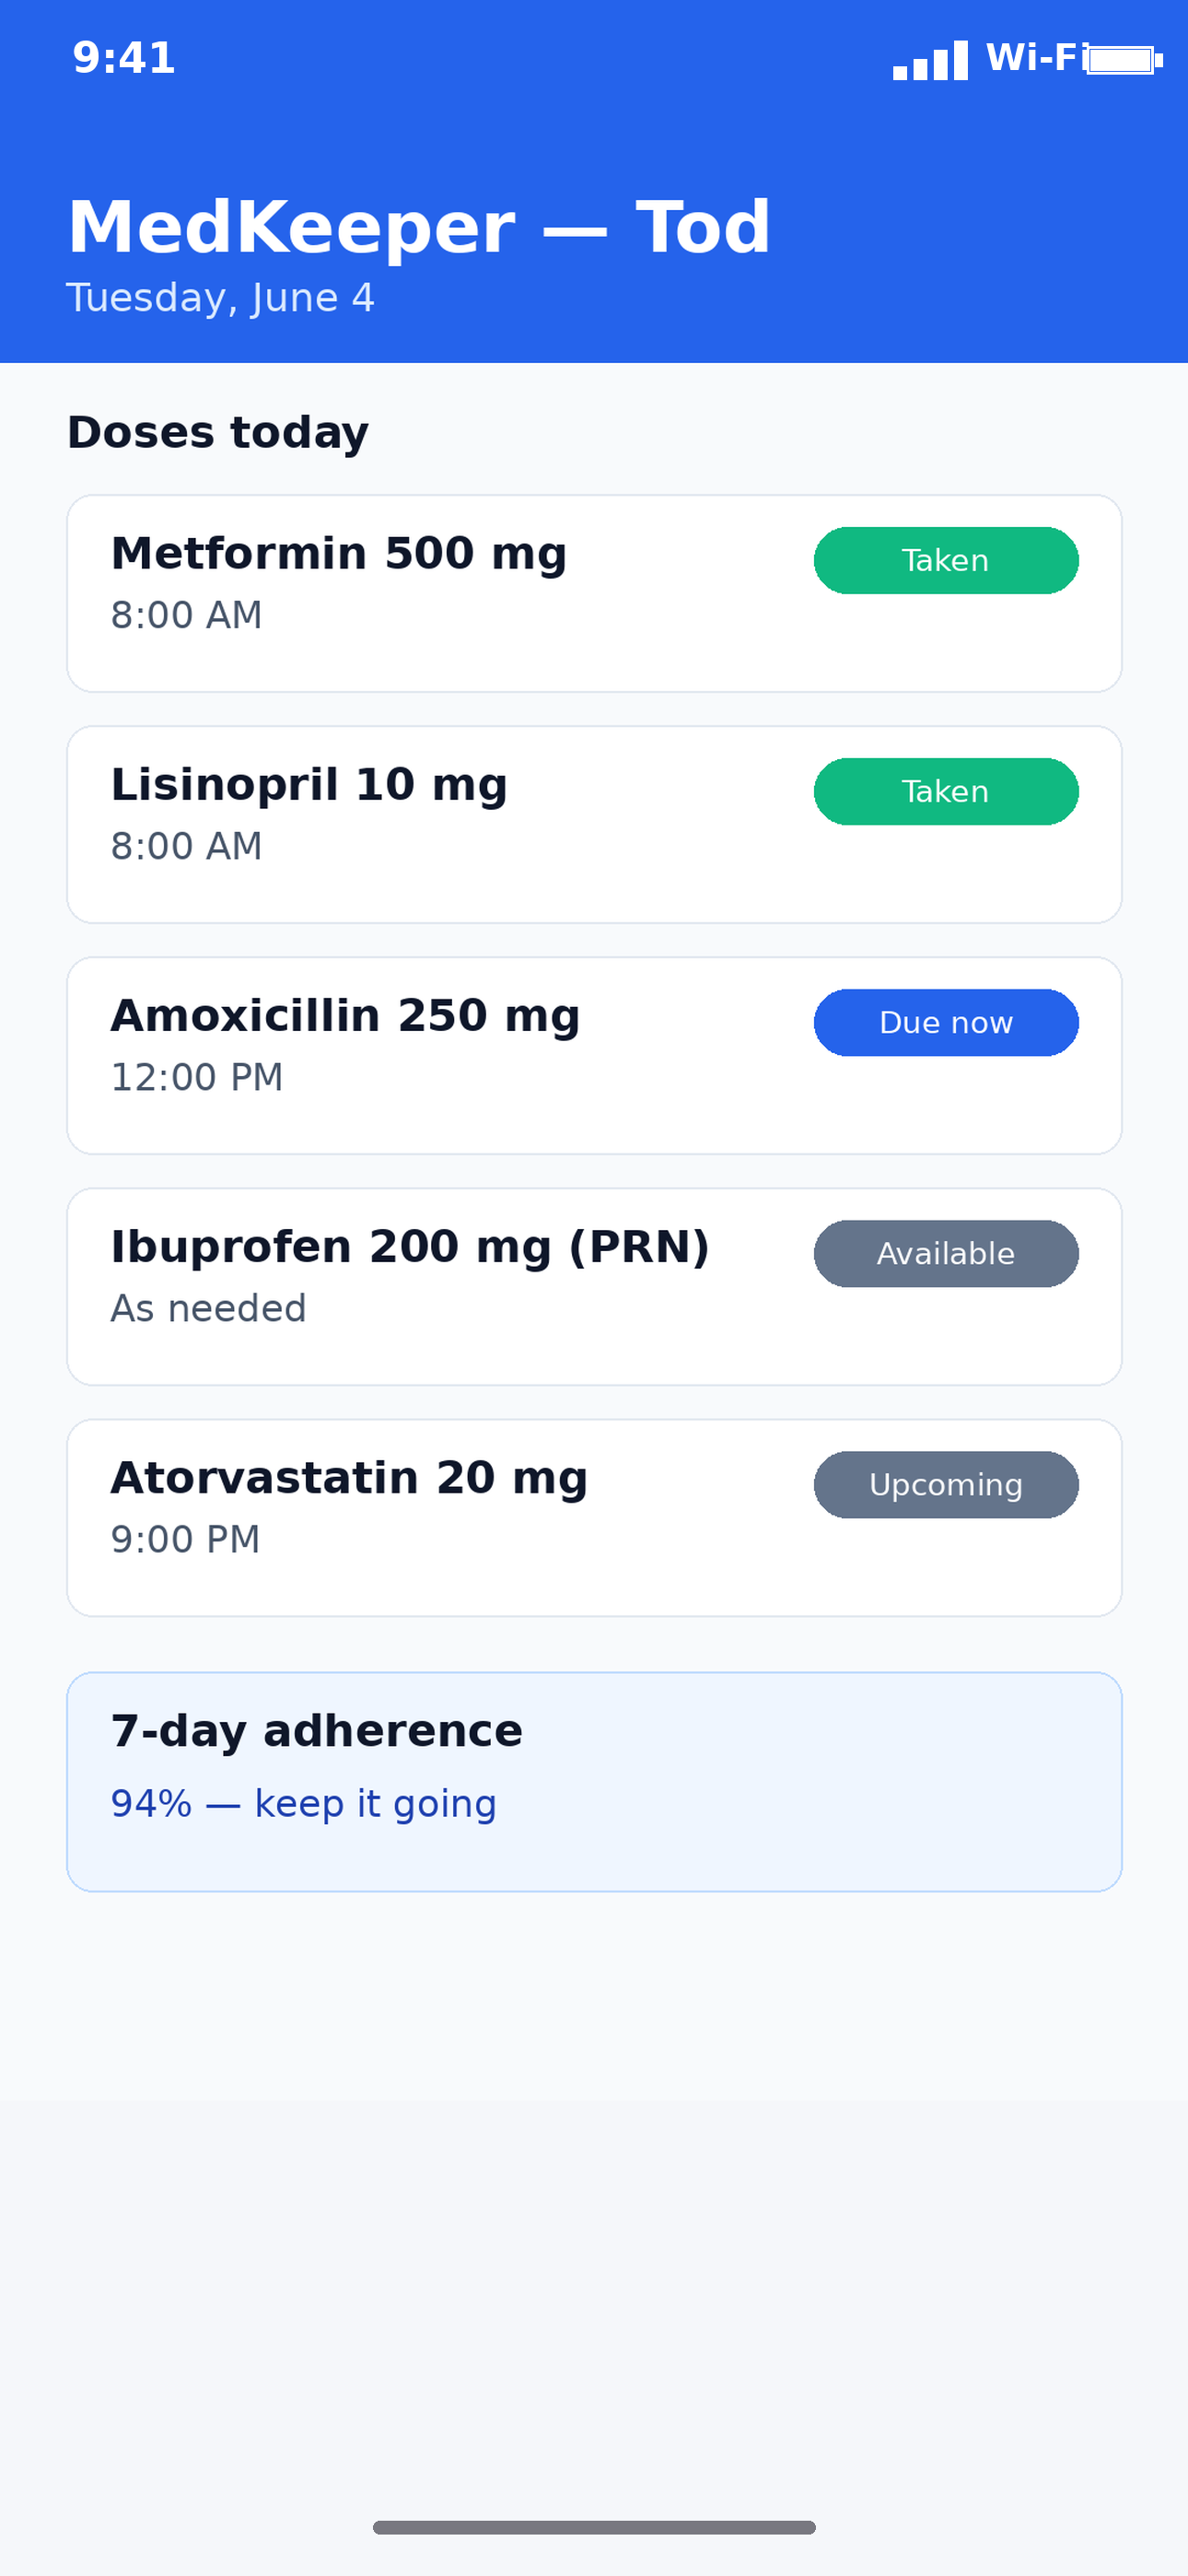 9:41 Wi-Fi
MedKeeper — Tod
Tuesday, June 4
Doses today
Metformin 500 mg
Taken
8:00 AM
Lisinopril 10 mg
Taken
8:00 AM
Amoxicillin 250 mg
Due now
12:00 PM
Ibuprofen 200 mg (PRN)
Available
As needed
Atorvastatin 20 mg
Upcoming
9:00 PM
7-day adherence
94% — keep it going